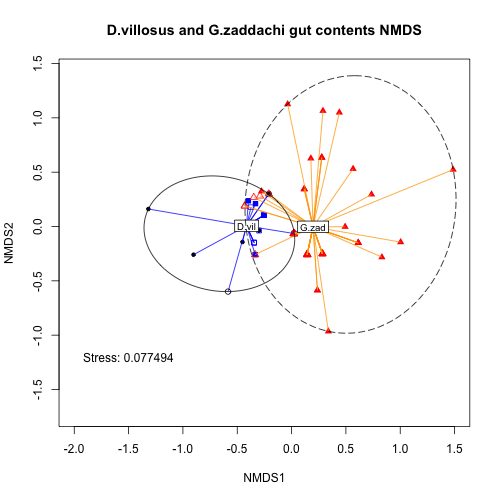 D.villosus and G.zaddachi gut contents NMDS
1.5
1.0
0.5
0.0
-0.5
-1.0
-1.5
NMDS2
D.vil
G.zad
Stress: 0.077494
-2.0 -1.5 -1.0 -0.5 0.0 0.5 1.0 1.5
NMDS1